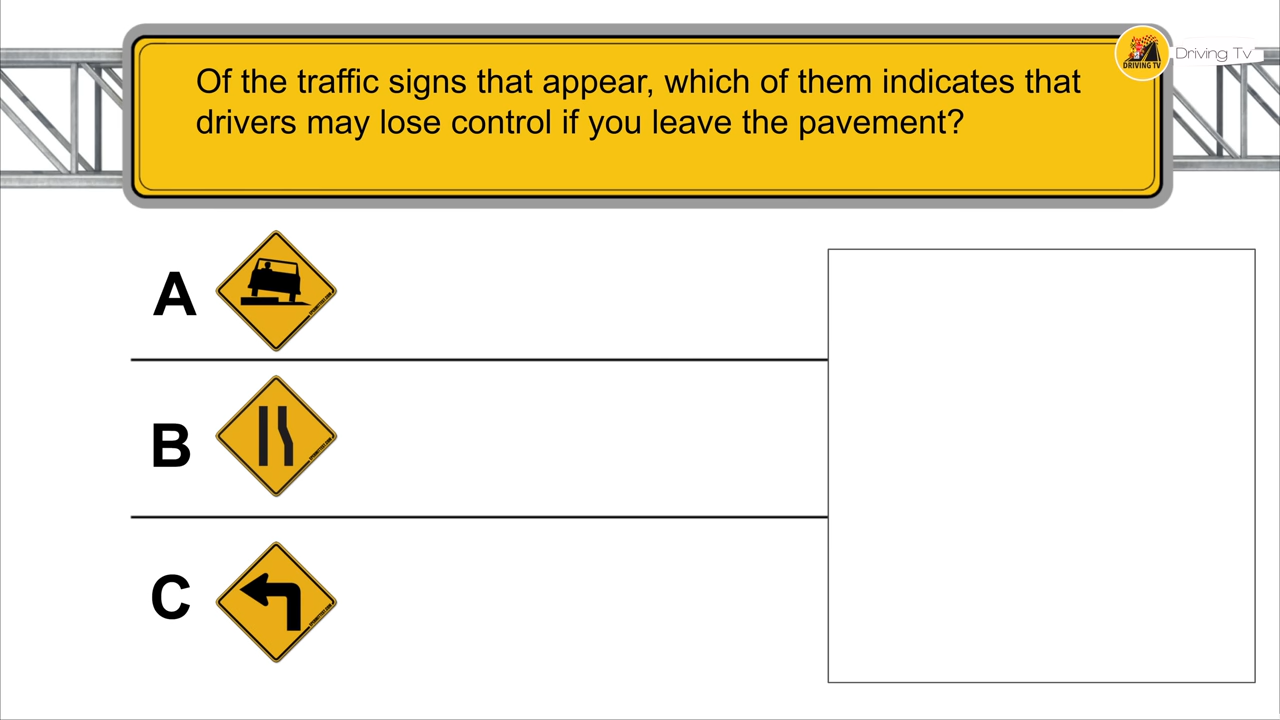 Of the traffic signs that appear, which of them indicates that
drivers may lose control if you leave the pavement?
DRIVING TV
Driving Tv
A
B
C